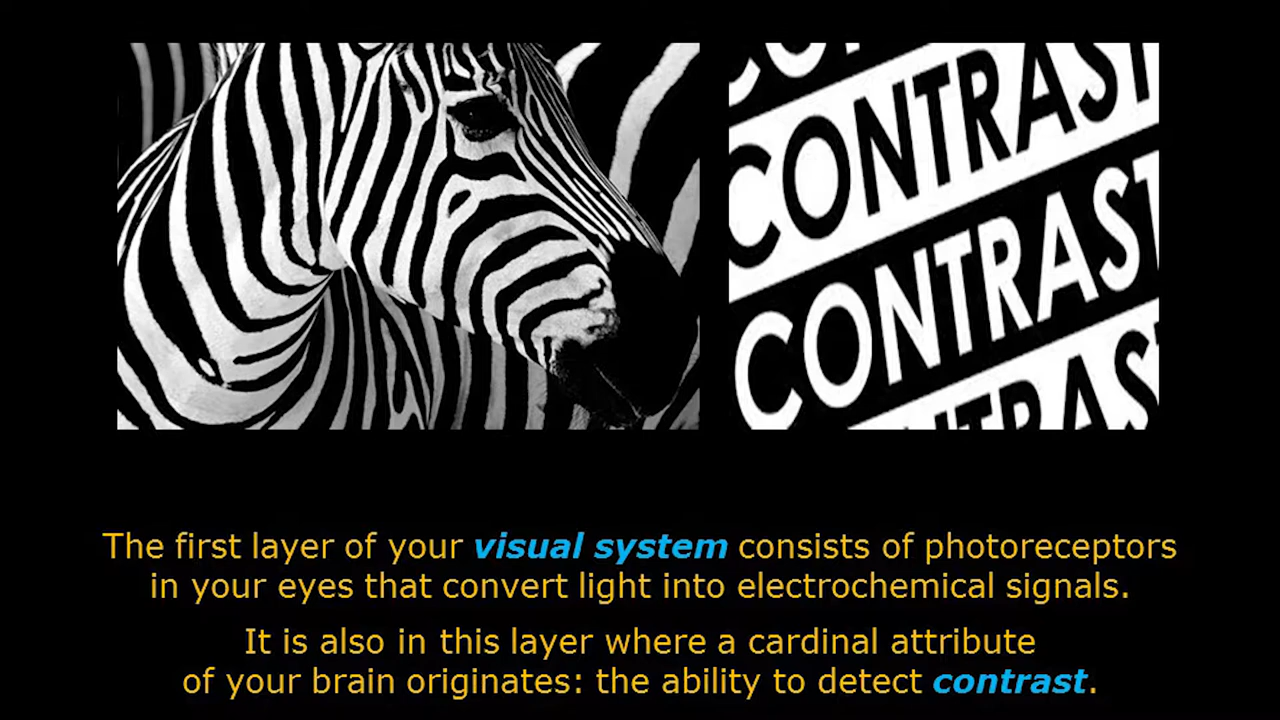 CONTRAST
CONTRAST
The first layer of your visual system consists of photoreceptors
in your eyes that convert light into electrochemical signals.
It is also in this layer where a cardinal attribute
of your brain originates: the ability to detect contrast.